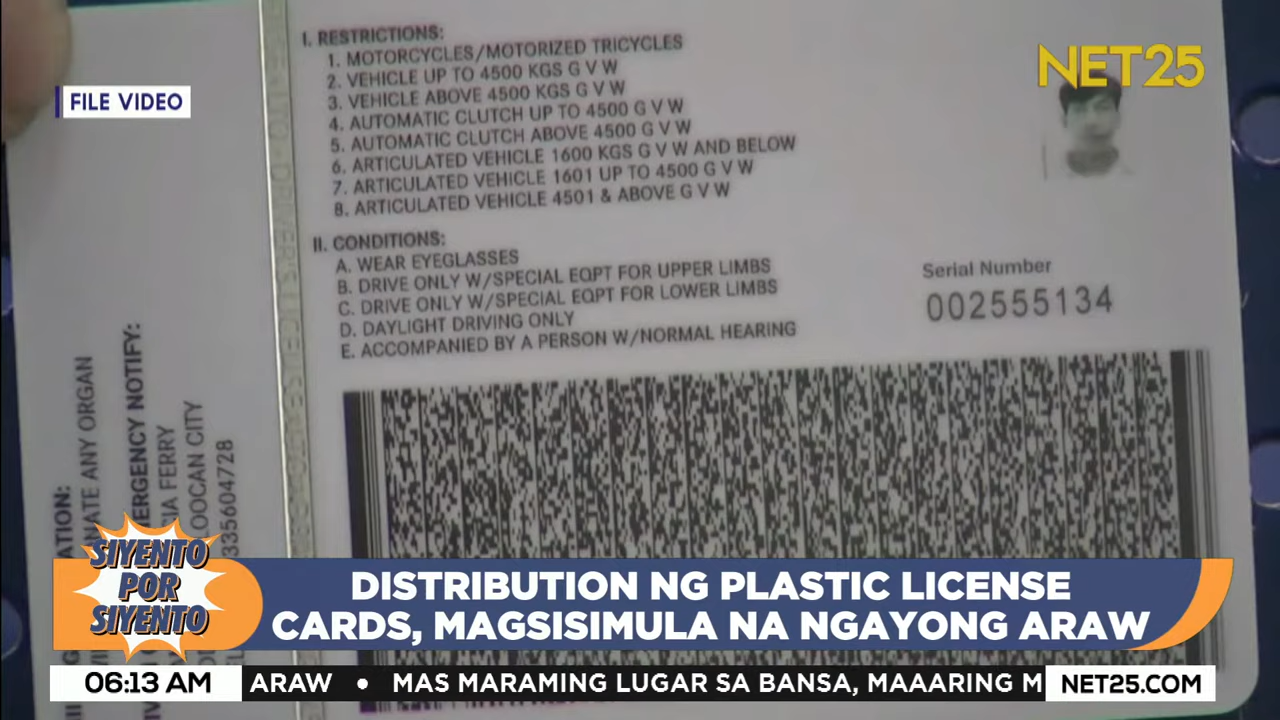 I. RESTRICTIONS:
1. MOTORCYCLES/MOTORIZED TRICYCLES
2. VEHICLE UP TO 4500 KGS G V W
3. VEHICLE ABOVE 4500 KGS G V W
4. AUTOMATIC CLUTCH UP TO 4500 G V W
5. AUTOMATIC CLUTCH ABOVE 4500 G V W
6. ARTICULATED VEHICLE 1600 KGS G V W AND BELOW
7. ARTICULATED VEHICLE 1601 UP TO 4500 G V W
8. ARTICULATED VEHICLE 4501 & ABOVE G V W
II. CONDITIONS:
A. WEAR EYEGLASSES
B. DRIVE ONLY W/SPECIAL EQPT FOR UPPER LIMBS
C. DRIVE ONLY W/SPECIAL EQPT FOR LOWER LIMBS
D. DAYLIGHT DRIVING ONLY
E. ACCOMPANIED BY A PERSON W/NORMAL HEARING
NET25
FILE VIDEO
Serial Number
002555134
ANY ORGAN
NOTIFY:
FERRY
CITY
335604728
SIYENTO
POR
SIYENTO
DISTRIBUTION NG PLASTIC LICENSE
CARDS, MAGSISIMULA NA NGAYONG ARAW
06:13 AM
ARAW • MAS MARAMING LUGAR SA BANSA, MAAARING M
NET25.COM